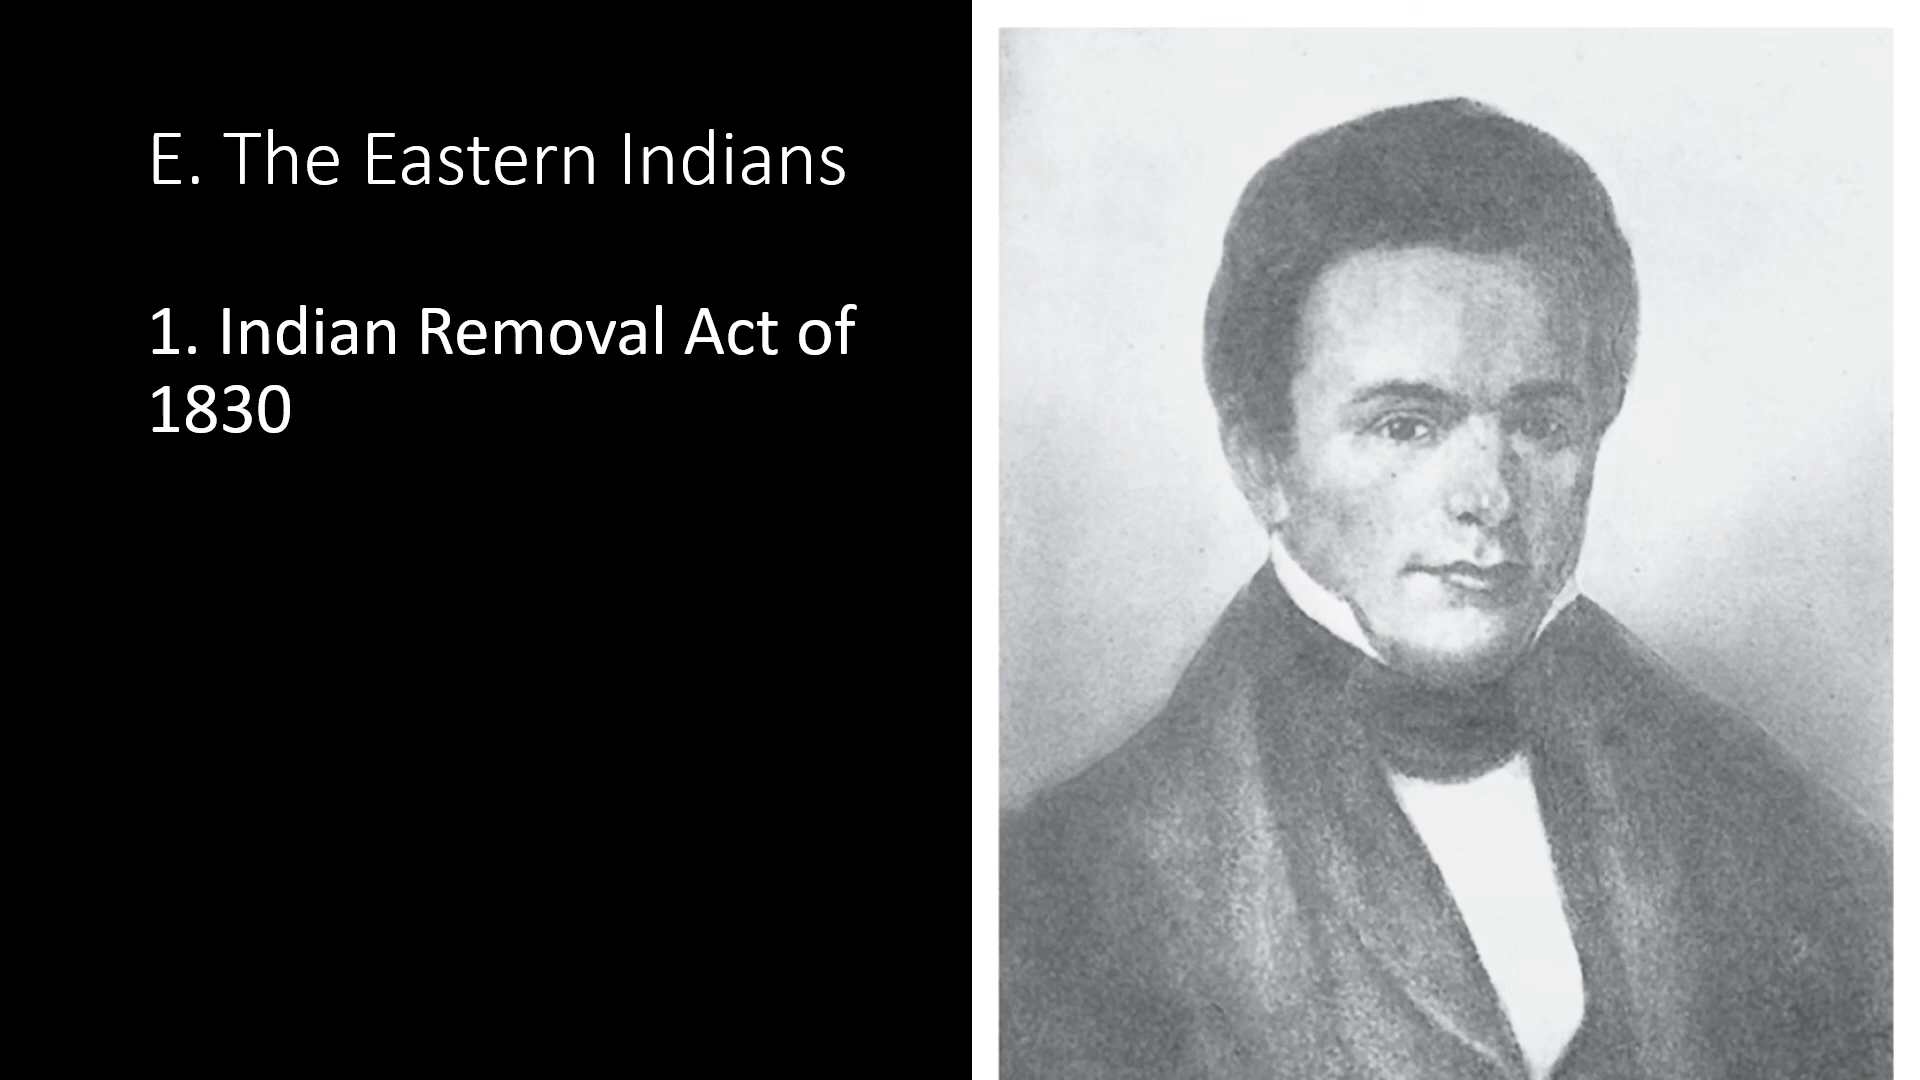 E. The Eastern Indians
1. Indian Removal Act of
1830